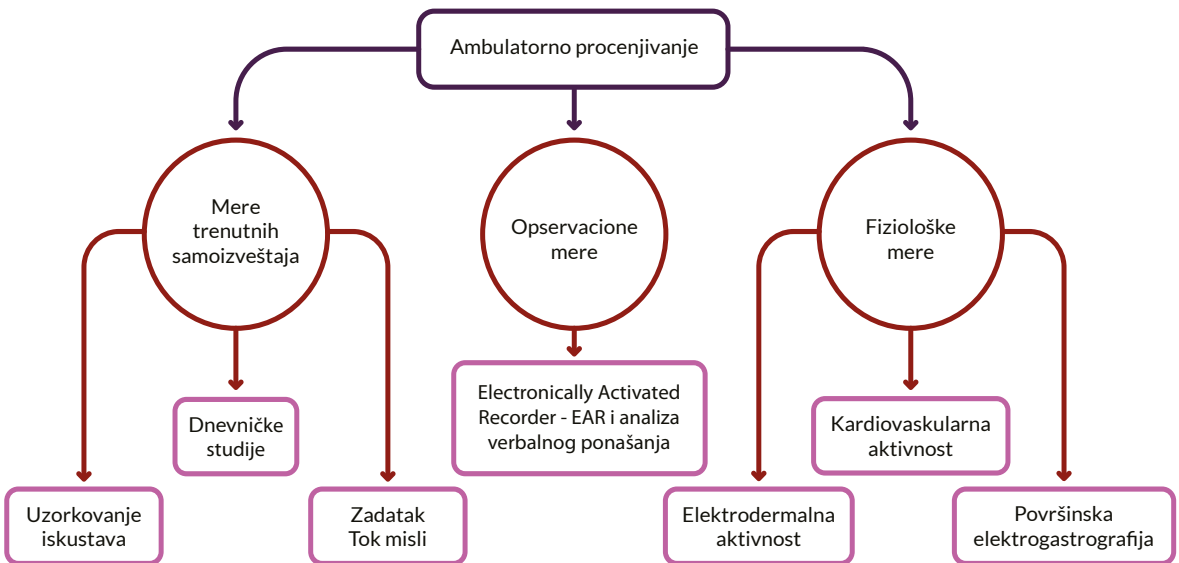 Ambulatorno procenjivanje
Mere
trenutnih
samoizveštaja
Opservacione
mere
Fiziološke
mere
Dnevničke
studije
Electronically Activated
Recorder - EAR i analiza
verbalnog ponašanja
Kardiovaskularna
aktivnost
Uzorkovanje
iskustava
Zadatak
Tok misli
Elektrodermalna
aktivnost
Površinska
elektrogastrografija